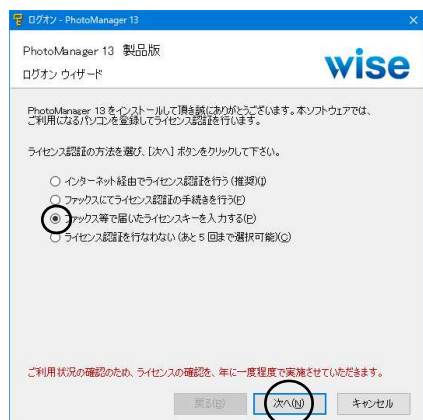 ログオン - PhotoManager 13
PhotoManager 13 製品版
ログオン ウィザード
wise
PhotoManager 13 をインストールして頂き誠にありがとうございます。本ソフトウェアでは、
ご利用になるパソコンを登録してライセンス認証を行います。
ライセンス認証の方法を選び、[次へ] ボタンをクリックして下さい。
インターネット経由でライセンス認証を行う(推奨)(I)
ファックスにてライセンス認証の手続きを行う(F)
ファックス等で届いたライセンスキーを入力する(P)
ライセンス認証を行なわない(あと 5 回まで選択可能)(C)
ご利用状況の確認のため、ライセンスの確認を、年に一度程度で実施させていただきます。
戻る(B) 次へ(N) キャンセル